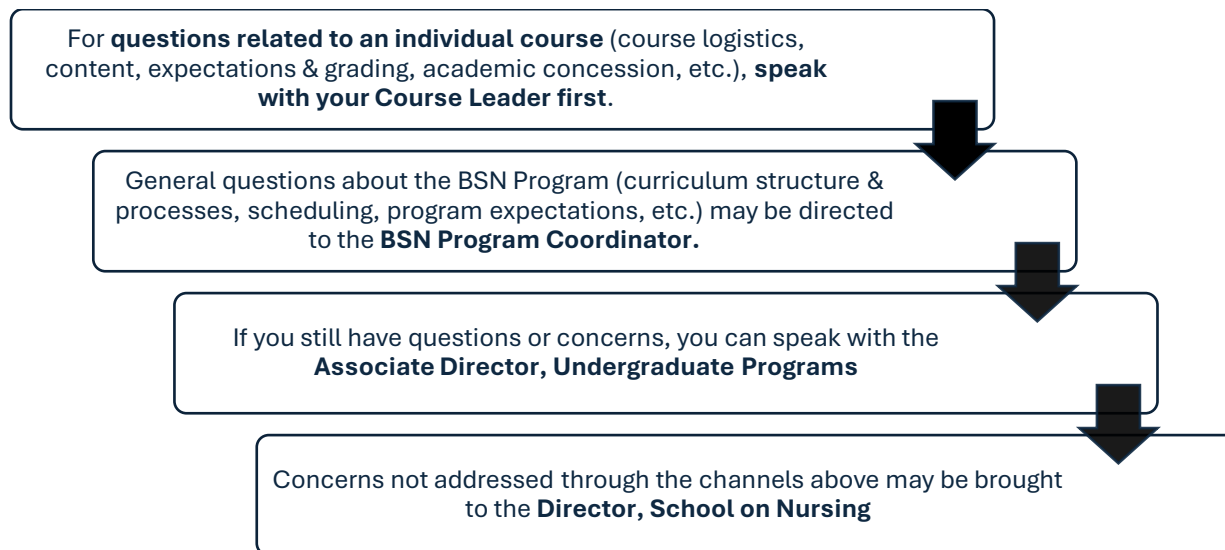 For questions related to an individual course (course logistics,
content, expectations & grading, academic concession, etc.), speak
with your Course Leader first.
General questions about the BSN Program (curriculum structure &
processes, scheduling, program expectations, etc.) may be directed
to the BSN Program Coordinator.
If you still have questions or concerns, you can speak with the
Associate Director, Undergraduate Programs
Concerns not addressed through the channels above may be brought
to the Director, School on Nursing